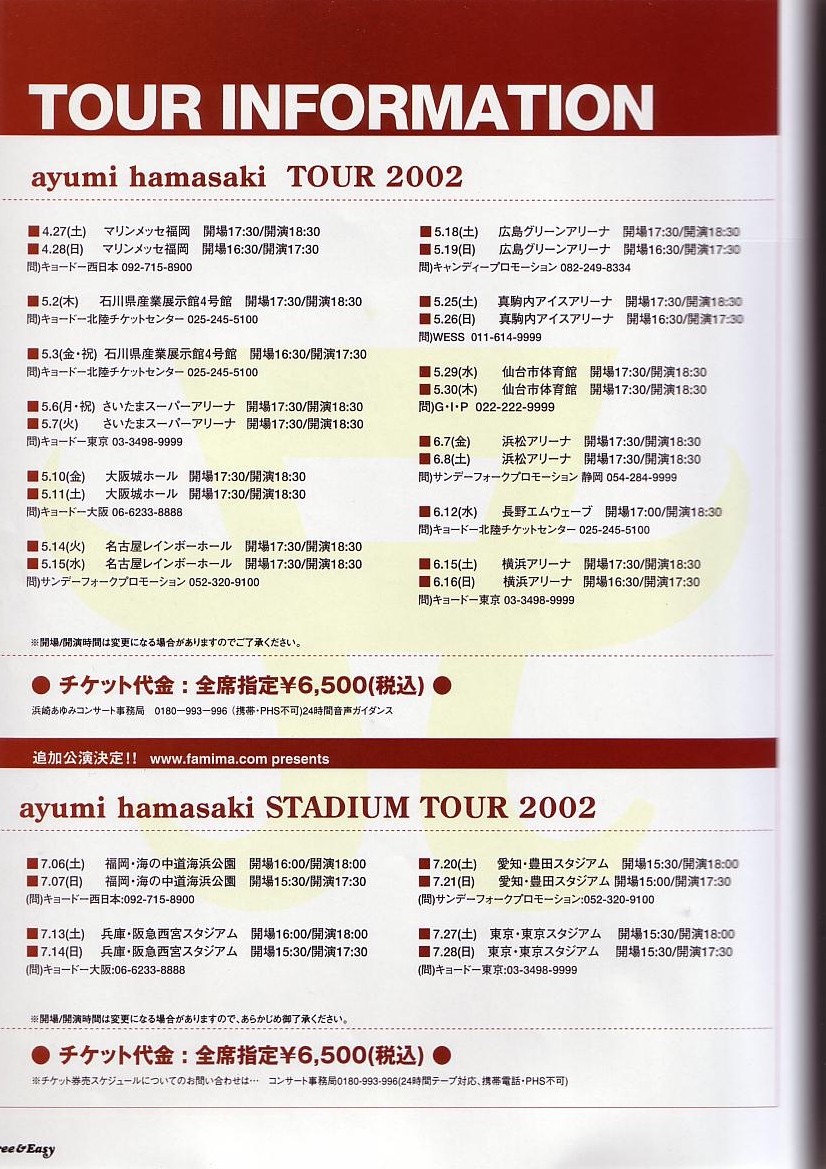 TOUR INFORMATION
ayumi hamasaki TOUR 2002
■4.27(土) マリンメッセ福岡 開場17:30/開演18:30
■4.28(日) マリンメッセ福岡 開場16:30/開演17:30
問)キョードー西日本 092-715-8900
■5.2(木) 石川県産業展示館4号館 開場17:30/開演18:30
問)キョードー北陸チケットセンター 025-245-5100
■5.3(金・祝) 石川県産業展示館4号館 開場16:30/開演17:30
問)キョードー北陸チケットセンター 025-245-5100
■5.6(月・祝) さいたまスーパーアリーナ 開場17:30/開演18:30
■5.7(火) さいたまスーパーアリーナ 開場17:30/開演18:30
問)キョードー東京 03-3498-9999
■5.10(金) 大阪城ホール 開場17:30/開演18:30
■5.11(土) 大阪城ホール 開場17:30/開演18:30
問)キョードー大阪 06-6233-8888
■5.14(火) 名古屋レインボーホール 開場17:30/開演18:30
■5.15(水) 名古屋レインボーホール 開場17:30/開演18:30
問)サンデーフォークプロモーション 052-320-9100
■5.18(土) 広島グリーンアリーナ 開場17:30/開演18:30
■5.19(日) 広島グリーンアリーナ 開場16:30/開演17:30
問)キャンディープロモーション 082-249-8334
■5.25(土) 真駒内アイスアリーナ 開場17:30/開演18:30
■5.26(日) 真駒内アイスアリーナ 開場16:30/開演17:30
問)WESS 011-614-9999
■5.29(水) 仙台市体育館 開場17:30/開演18:30
■5.30(木) 仙台市体育館 開場17:30/開演18:30
問)G・I・P 022-222-9999
■6.7(金) 浜松アリーナ 開場17:30/開演18:30
■6.8(土) 浜松アリーナ 開場17:30/開演18:30
問)サンデーフォークプロモーション 静岡 054-284-9999
■6.12(水) 長野エムウェーブ 開場17:00/開演18:30
問)キョードー北陸チケットセンター 025-245-5100
■6.15(土) 横浜アリーナ 開場17:30/開演18:30
■6.16(日) 横浜アリーナ 開場16:30/開演17:30
問)キョードー東京 03-3498-9999
※開場/開演時間は変更になる場合がありますのでご了承ください。
● チケット代金：全席指定¥6,500(税込) ●
浜崎あゆみコンサート事務局 0180-993-996 (携帯・PHS不可)24時間音声ガイダンス
追加公演決定!! www.famima.com presents
ayumi hamasaki STADIUM TOUR 2002
■7.06(土) 福岡・海の中道海浜公園 開場16:00/開演18:00
■7.07(日) 福岡・海の中道海浜公園 開場15:30/開演17:30
(問)キョードー西日本:092-715-8900
■7.13(土) 兵庫・阪急西宮スタジアム 開場16:00/開演18:00
■7.14(日) 兵庫・阪急西宮スタジアム 開場15:30/開演17:30
(問)キョードー大阪:06-6233-8888
■7.20(土) 愛知・豊田スタジアム 開場15:30/開演18:00
■7.21(日) 愛知・豊田スタジアム 開場15:00/開演17:30
(問)サンデーフォークプロモーション:052-320-9100
■7.27(土) 東京・東京スタジアム 開場15:30/開演18:00
■7.28(日) 東京・東京スタジアム 開場15:30/開演17:30
(問)キョードー東京:03-3498-9999
※開場/開演時間は変更になる場合がありますので、あらかじめ御了承ください。
● チケット代金：全席指定¥6,500(税込) ●
※チケット券売スケジュールについてのお問い合わせは… コンサート事務局0180-993-996(24時間テープ対応、携帯電話・PHS不可)
ree&Easy